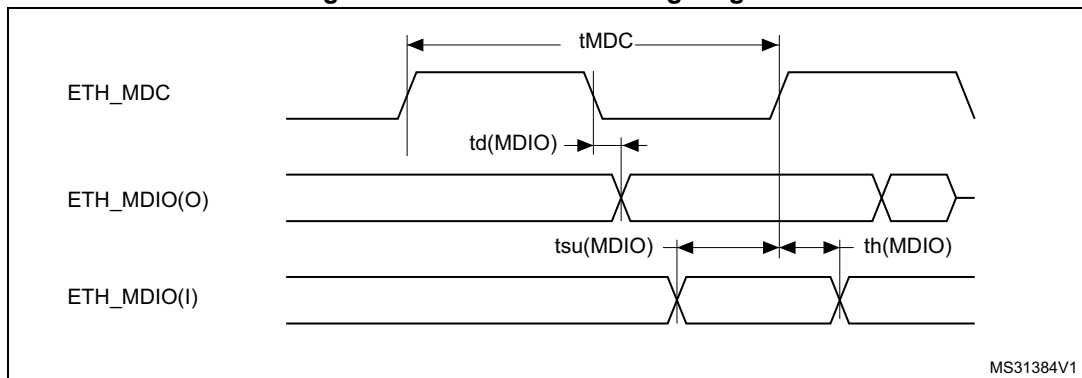 tMDC
ETH_MDC
td(MDIO)
ETH_MDIO(O)
tsu(MDIO)
th(MDIO)
ETH_MDIO(I)
MS31384V1